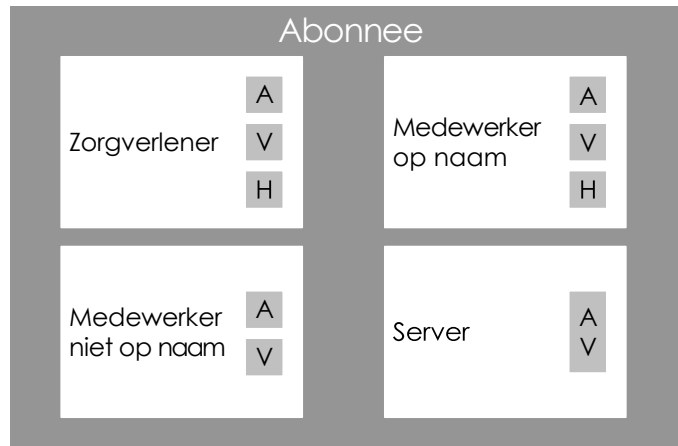 Abonnee
Zorgverlener
A
V
H
Medewerker
op naam
A
V
H
Medewerker
niet op naam
A
V
Server
A
V